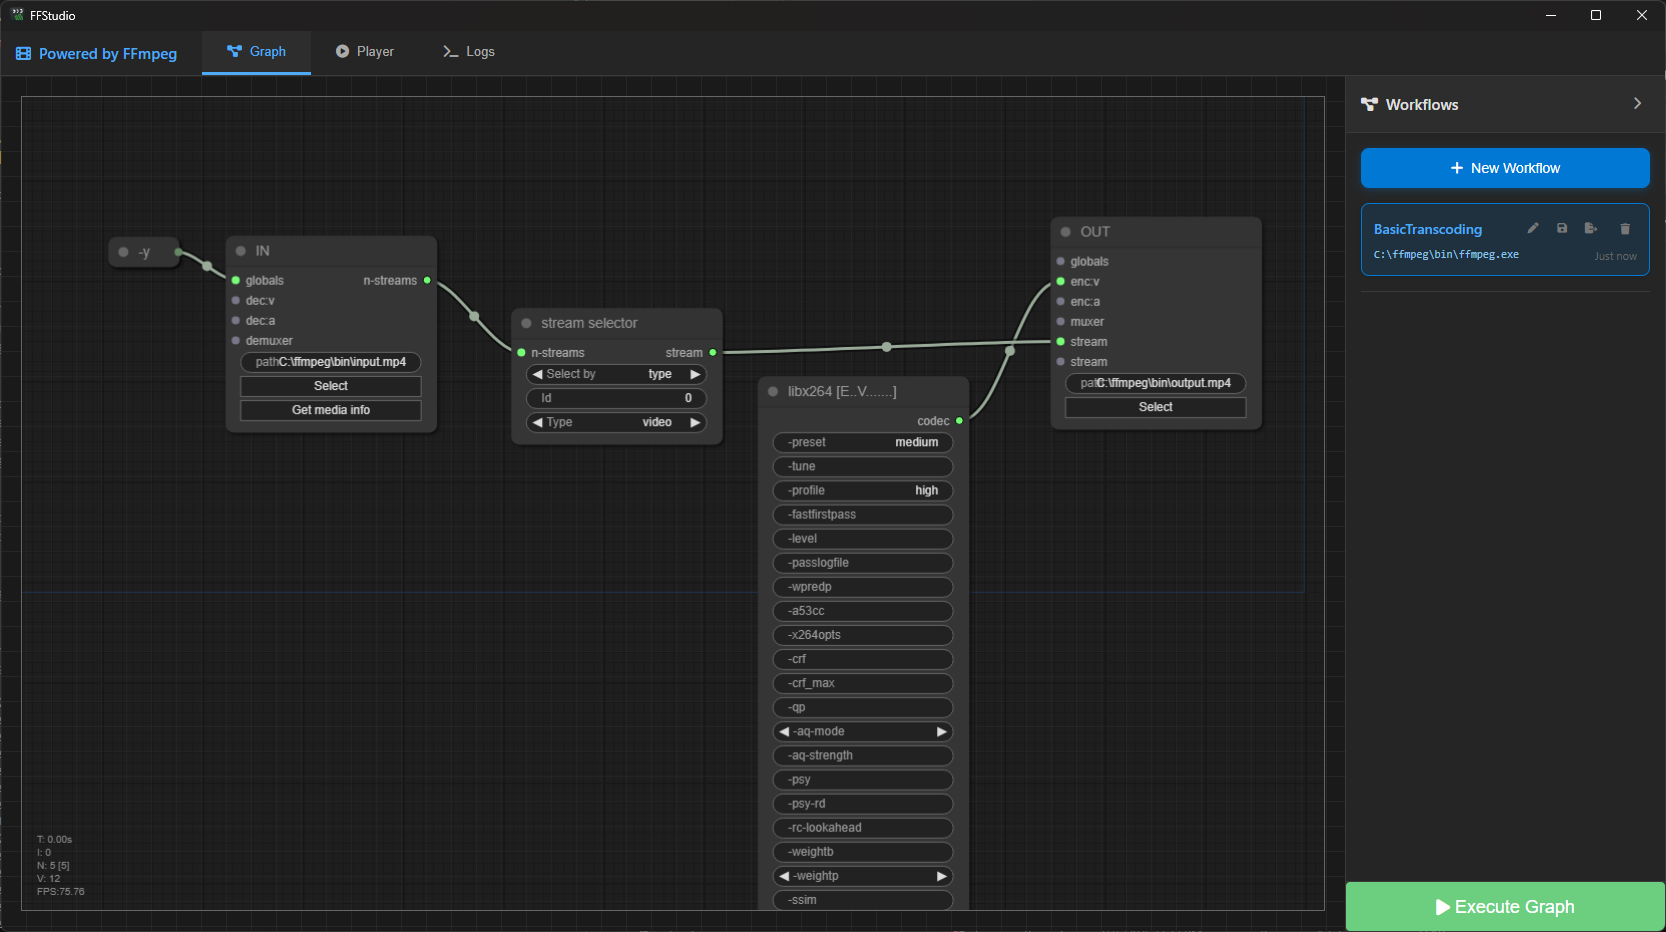 FFStudio
Powered by FFmpeg
Graph
Player
Logs
Workflows
New Workflow
BasicTranscoding
C:\ffmpeg\bin\ffmpeg.exe
Just now
-y
IN
globals n-streams
dec:v
dec:a
demuxer
path C:\ffmpeg\bin\input.mp4
Select
Get media info
stream selector
n-streams stream
Select by type
Id 0
Type video
libx264 [E..V.......]
codec
-preset medium
-tune
-profile high
-fastfirstpass
-level
-passlogfile
-wpredp
-a53cc
-x264opts
-crf
-crf_max
-qp
-aq-mode
-aq-strength
-psy
-psy-rd
-rc-lookahead
-weightb
-weightp
-ssim
OUT
globals
enc:v
enc:a
muxer
stream
stream
path C:\ffmpeg\bin\output.mp4
Select
T: 0.00s
I: 0
N: 5 [5]
V: 12
FPS:75.76
Execute Graph